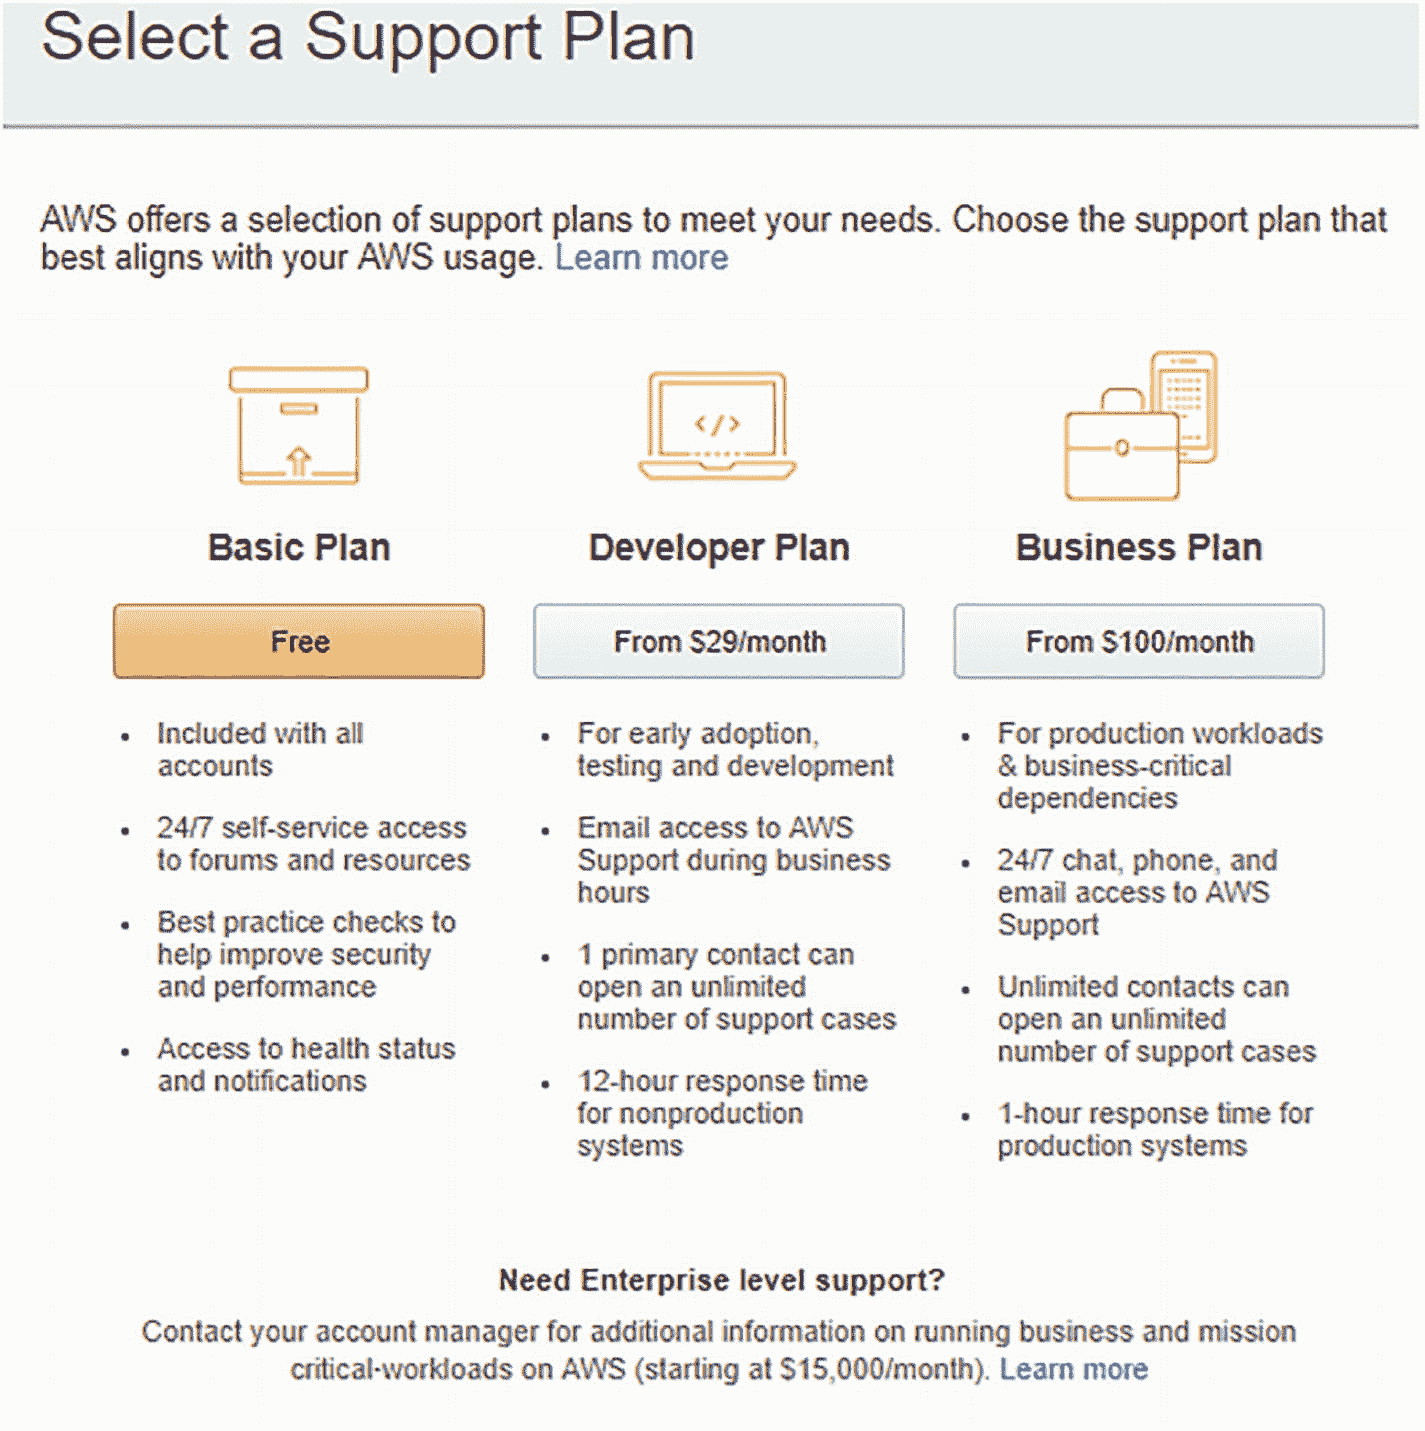 Select a Support Plan
AWS offers a selection of support plans to meet your needs. Choose the support plan that
best aligns with your AWS usage. Learn more
</>
Basic Plan
Free
Included with all
accounts
24/7 self-service access
to forums and resources
Best practice checks to
help improve security
and performance
Access to health status
and notifications
Developer Plan
From $29/month
For early adoption,
testing and development
Email access to AWS
Support during business
hours
1 primary contact can
open an unlimited
number of support cases
12-hour response time
for nonproduction
systems
Business Plan
From $100/month
For production workloads
& business-critical
dependencies
24/7 chat, phone, and
email access to AWS
Support
Unlimited contacts can
open an unlimited
number of support cases
1-hour response time for
production systems
Need Enterprise level support?
Contact your account manager for additional information on running business and mission
critical-workloads on AWS (starting at $15,000/month). Learn more